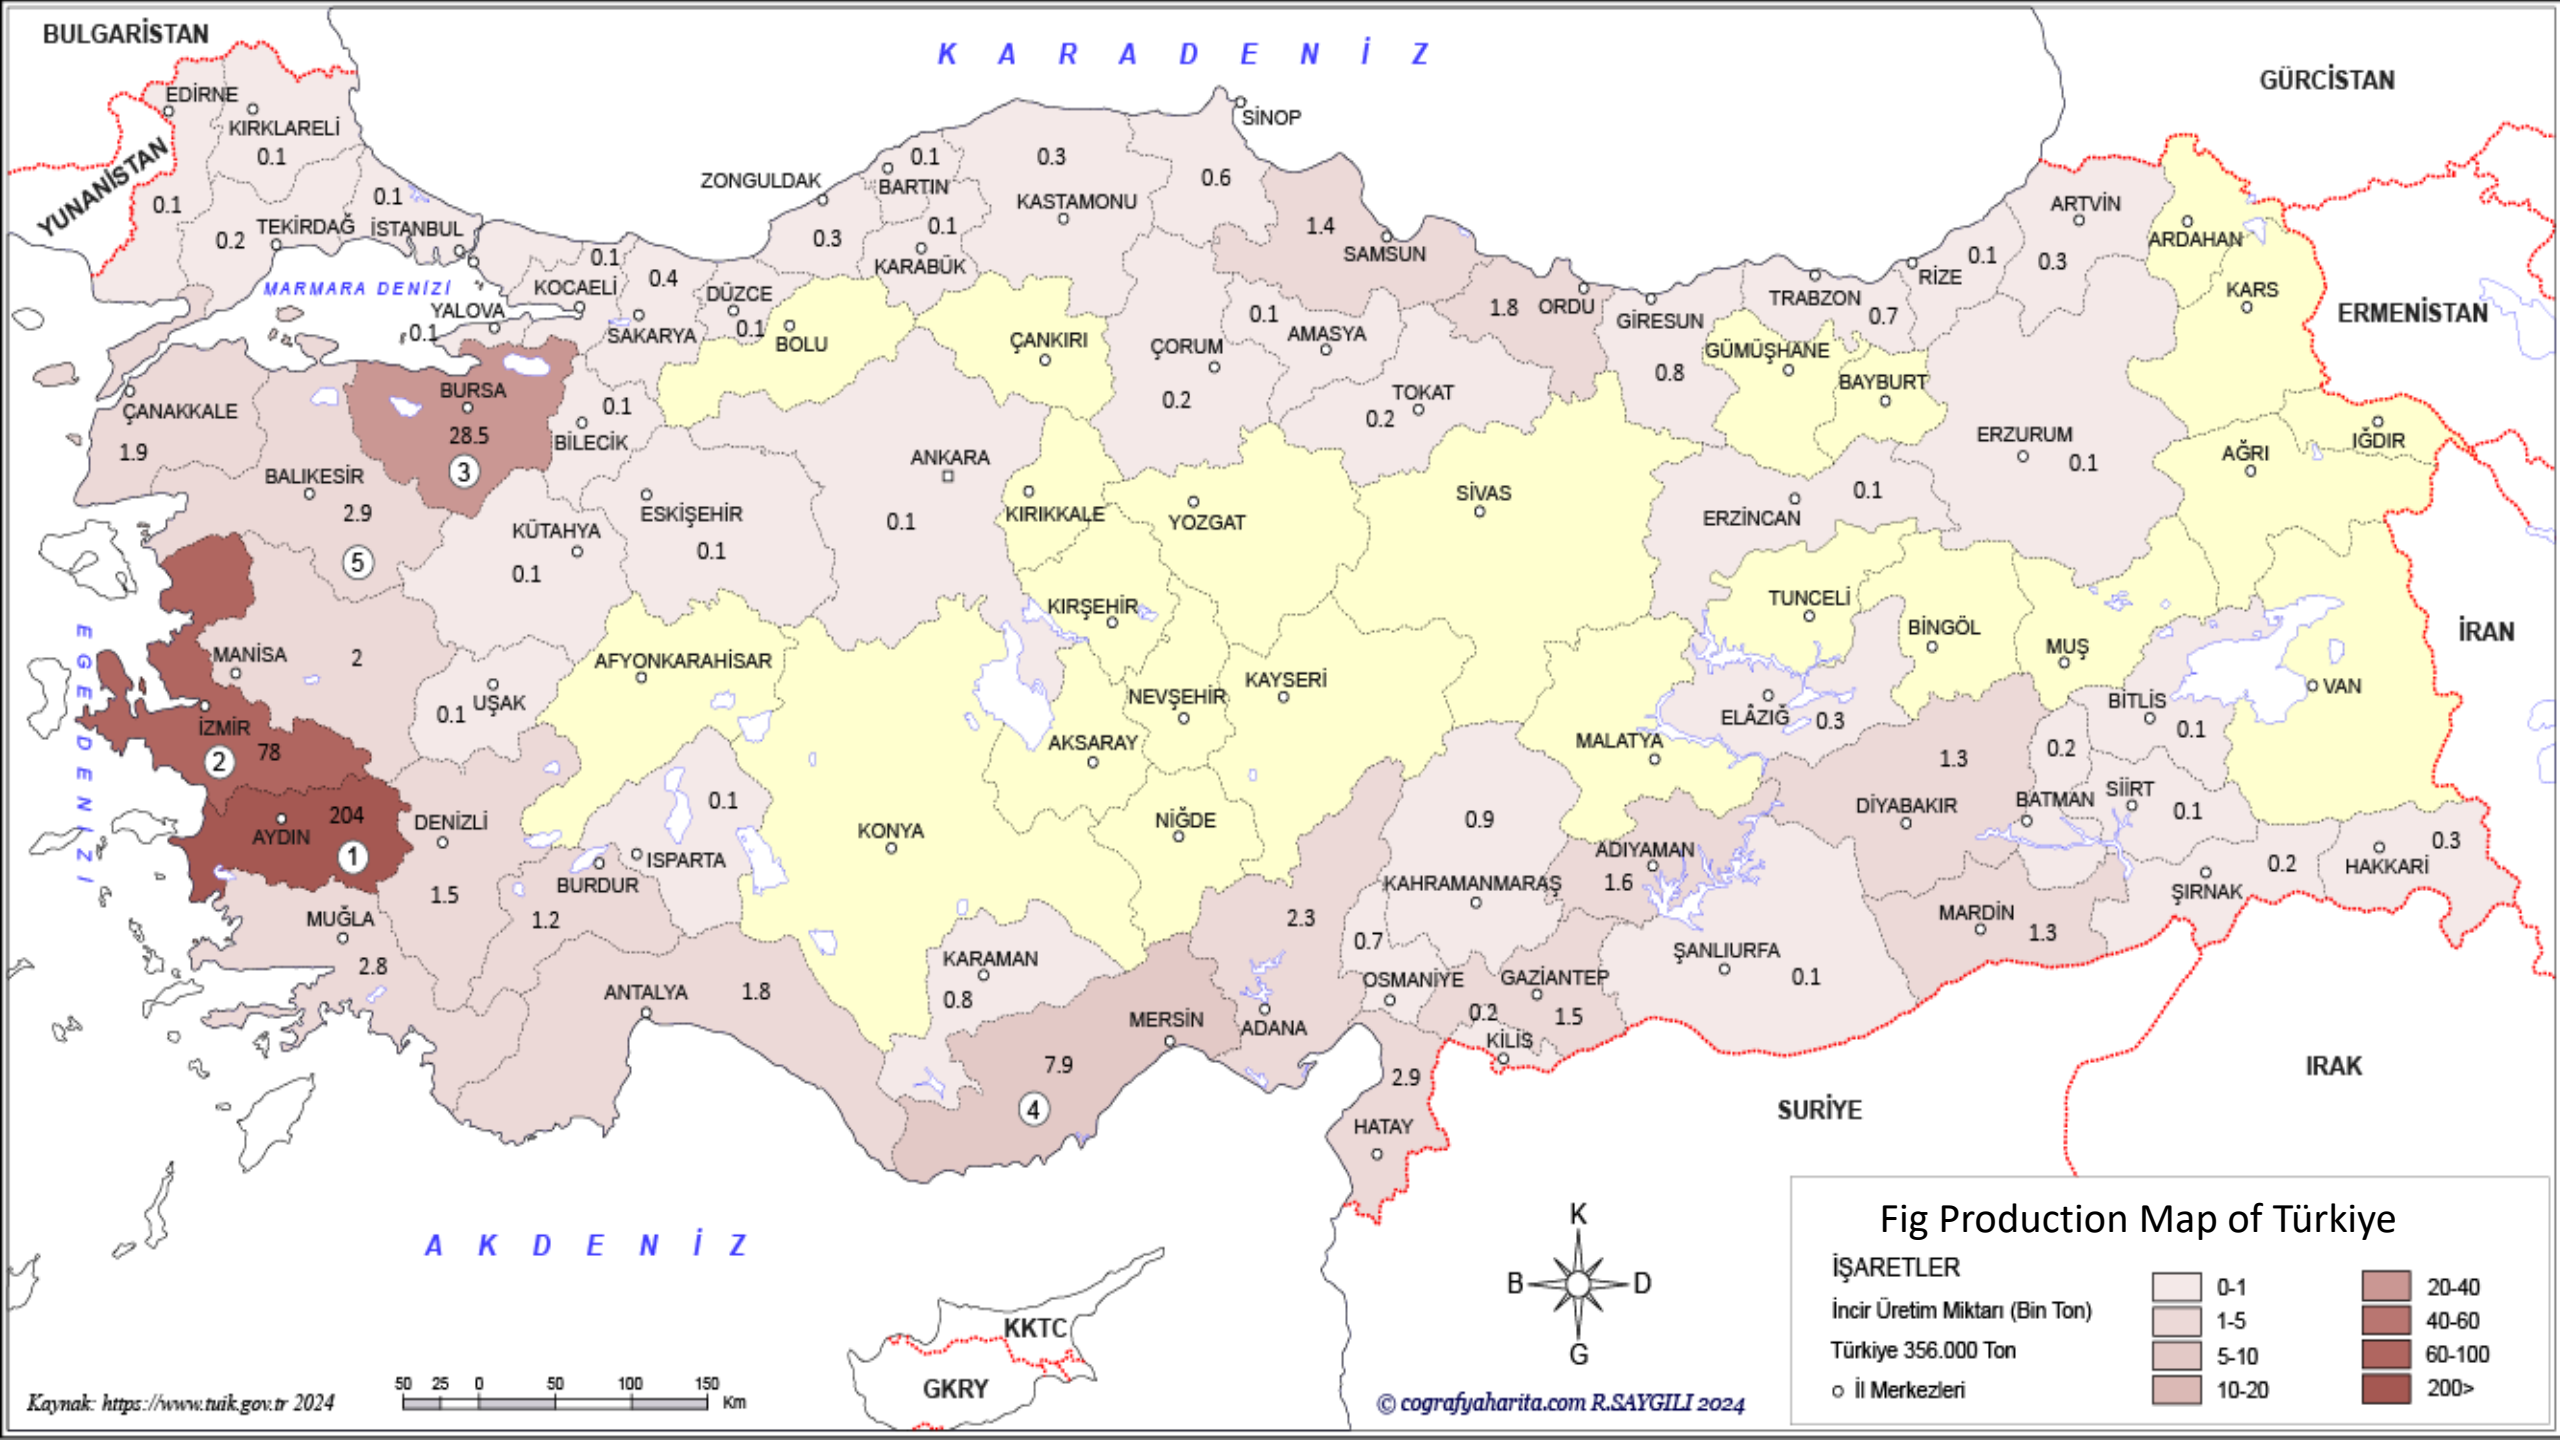 BULGARİSTAN
K A R A D E N İ Z
GÜRCİSTAN
EDİRNE
0.1
KIRKLARELİ
0.1
YUNANİSTAN
TEKİRDAĞ
0.2
İSTANBUL
0.1
MARMARA DENİZİ
YALOVA
0.1
KOCAELİ
0.1
SAKARYA
0.4
DÜZCE
0.1
BOLU
ZONGULDAK
0.3
BARTIN
0.1
KARABÜK
0.1
KASTAMONU
0.3
SİNOP
0.6
SAMSUN
1.4
ORDU
1.8
GİRESUN
0.8
TRABZON
0.7
RİZE
0.1
ARTVİN
0.3
ARDAHAN
KARS
ERMENİSTAN
IĞDIR
AĞRI
GÜMÜŞHANE
BAYBURT
ERZURUM
0.1
ERZİNCAN
0.1
ÇANKIRI
ÇORUM
0.2
AMASYA
0.1
TOKAT
0.2
SİVAS
YOZGAT
KIRIKKALE
ANKARA
0.1
ESKİŞEHİR
0.1
BİLECİK
0.1
BURSA
28.5
3
ÇANAKKALE
1.9
BALIKESİR
2.9
5
KÜTAHYA
0.1
E G E D E N İ Z İ
MANİSA
2
UŞAK
0.1
AFYONKARAHİSAR
İZMİR
78
2
AYDIN
204
1
DENİZLİ
1.5
MUĞLA
2.8
BURDUR
1.2
ISPARTA
0.1
ANTALYA
1.8
KONYA
KARAMAN
0.8
MERSİN
7.9
4
KIRŞEHİR
AKSARAY
NEVŞEHİR
NİĞDE
KAYSERİ
ADANA
2.3
OSMANİYE
0.7
HATAY
2.9
KAHRAMANMARAŞ
0.9
GAZİANTEP
1.5
KİLİS
0.2
ADIYAMAN
1.6
ŞANLIURFA
0.1
MALATYA
ELÂZIĞ
0.3
TUNCELİ
BİNGÖL
MUŞ
BİTLİS
0.1
VAN
DİYABAKIR
1.3
BATMAN
0.2
SİİRT
0.1
MARDİN
1.3
ŞIRNAK
0.2
HAKKARİ
0.3
İRAN
IRAK
SURİYE
A K D E N İ Z
KKTC
GKRY
K
B
D
G
50 25 0 50 100 150
Km
Kaynak: https://www.tuik.gov.tr 2024
© cografyaharita.com R.SAYGILI 2024
Fig Production Map of Türkiye
İŞARETLER
İncir Üretim Miktarı (Bin Ton)
Türkiye 356.000 Ton
İl Merkezleri
0-1
1-5
5-10
10-20
20-40
40-60
60-100
200>